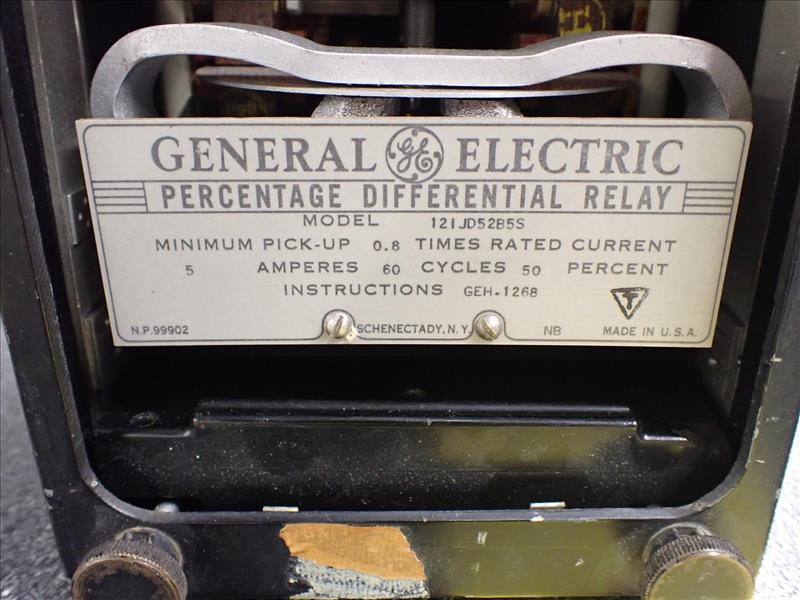 GENERAL GE ELECTRIC
PERCENTAGE DIFFERENTIAL RELAY
MODEL 12IJD52B5S
MINIMUM PICK-UP 0.8 TIMES RATED CURRENT
5 AMPERES 60 CYCLES 50 PERCENT
INSTRUCTIONS GEH-1268
T
N.P. 99902 SCHENECTADY, N.Y. NB MADE IN U.S.A.